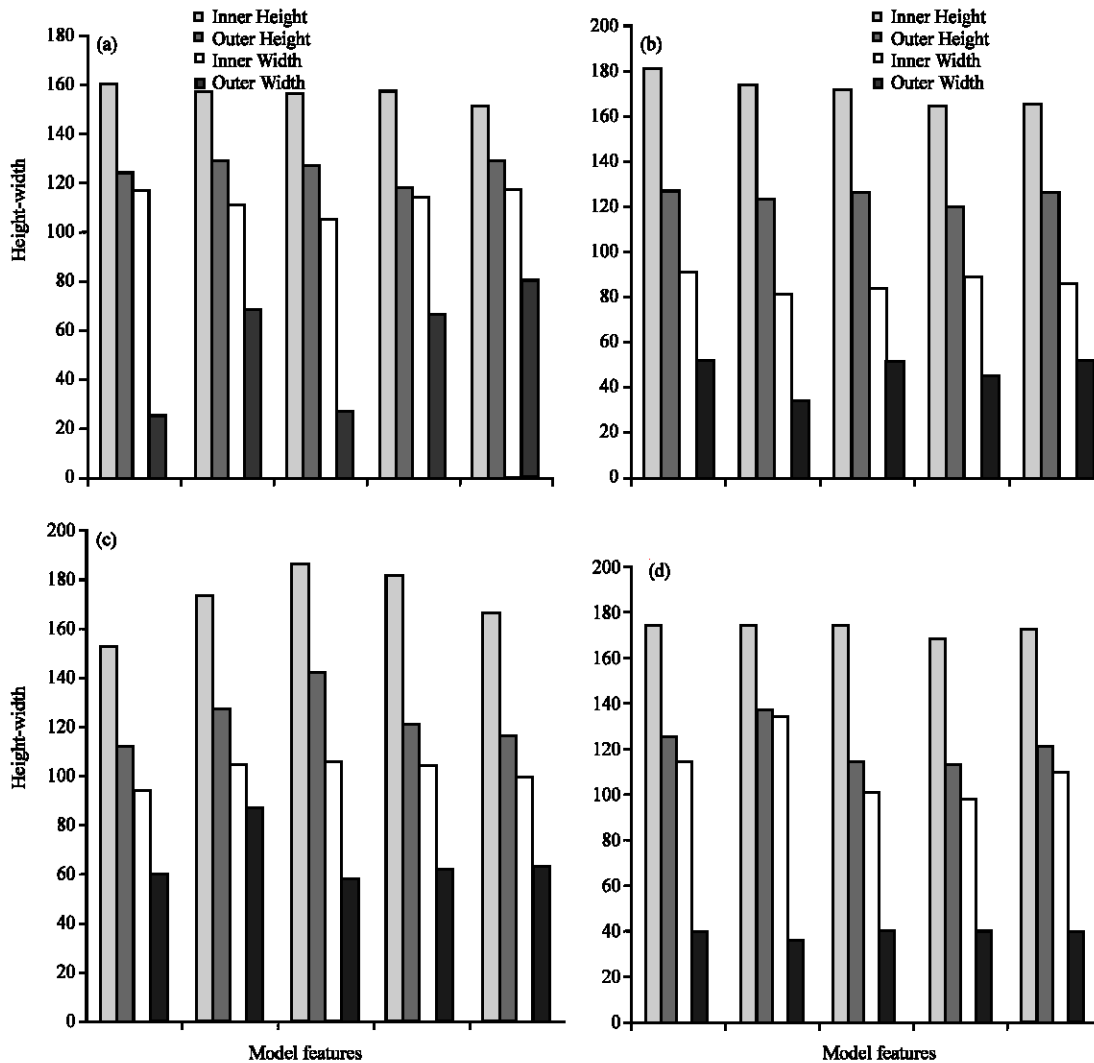 Inner Height
Outer Height
Inner Width
Outer Width
(a)
180
160
140
120
100
80
60
40
20
0
Height-width
Inner Height
Outer Height
Inner Width
Outer Width
(b)
200
180
160
140
120
100
80
60
40
20
0
(c)
200
180
160
140
120
100
80
60
40
20
0
Height-width
Model features
(d)
200
180
160
140
120
100
80
60
40
20
0
Model features